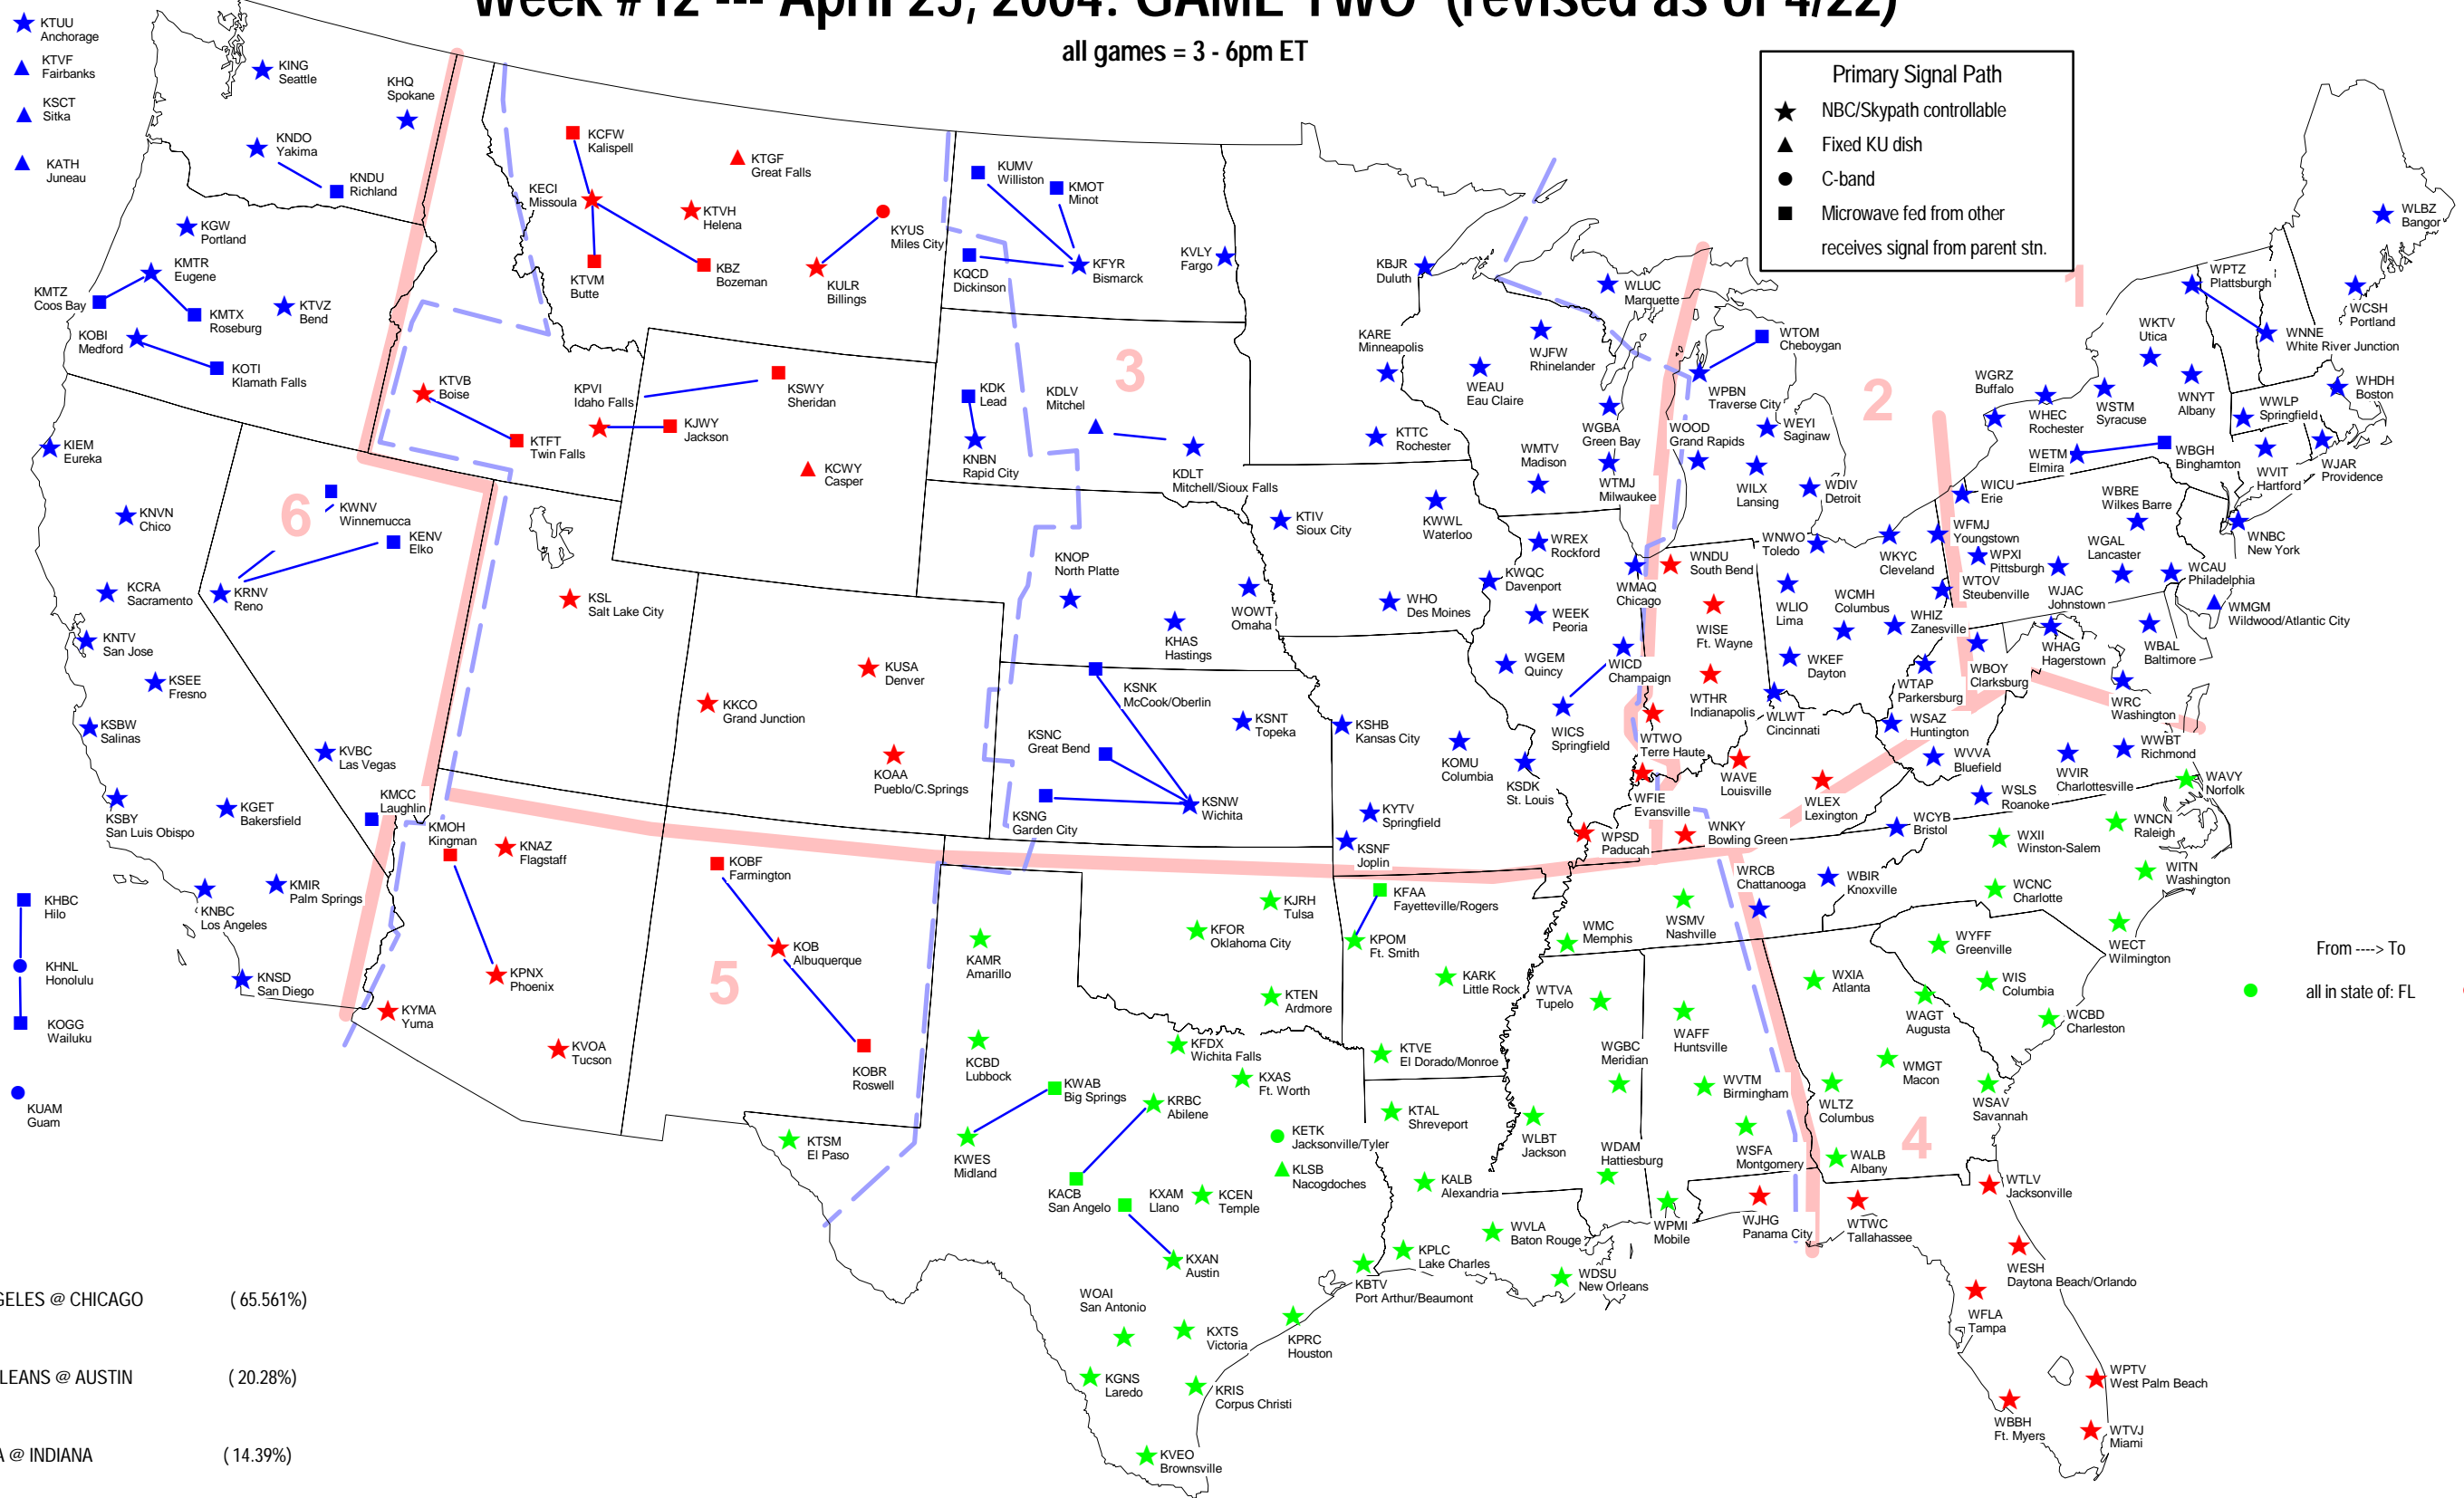 Week #12 --- April 25, 2004: GAME TWO (revised as of 4/22)
all games = 3 - 6pm ET
Primary Signal Path
NBC/Skypath controllable
Fixed KU dish
C-band
Microwave fed from other
receives signal from parent stn.
KTUU
Anchorage
KTVF
Fairbanks
KSCT
Sitka
KATH
Juneau
KING
Seattle
KHQ
Spokane
KNDO
Yakima
KNDU
Richland
KGW
Portland
KMTR
Eugene
KMTZ
Coos Bay
KMTX
Roseburg
KTVZ
Bend
KOBI
Medford
KOTI
Klamath Falls
KIEM
Eureka
KNVN
Chico
6
KWNV
Winnemucca
KENV
Elko
KCRA
Sacramento
KRNV
Reno
KNTV
San Jose
KSEE
Fresno
KSBW
Salinas
KVBC
Las Vegas
KSBY
San Luis Obispo
KGET
Bakersfield
KMCC
Laughlin
KMIR
Palm Springs
KNBC
Los Angeles
KNSD
San Diego
KHBC
Hilo
KHNL
Honolulu
KOGG
Wailuku
KUAM
Guam
KCFW
Kalispell
KTGF
Great Falls
KECI
Missoula
KTVH
Helena
KYUS
Miles City
KTVM
Butte
KBZ
Bozeman
KULR
Billings
KTVB
Boise
KPVI
Idaho Falls
KSWY
Sheridan
KTFT
Twin Falls
KJWY
Jackson
KCWY
Casper
KSL
Salt Lake City
KUSA
Denver
KKCO
Grand Junction
KOAA
Pueblo/C.Springs
KMOH
Kingman
KNAZ
Flagstaff
KPNX
Phoenix
KYMA
Yuma
KVOA
Tucson
KOBF
Farmington
KOB
Albuquerque
5
KOBR
Roswell
KTSM
El Paso
KUMV
Williston
KMOT
Minot
KQCD
Dickinson
KFYR
Bismarck
KVLY
Fargo
3
KDK
Lead
KDLV
Mitchel
KNBN
Rapid City
KDLT
Mitchell/Sioux Falls
KNOP
North Platte
KHAS
Hastings
WOWT
Omaha
KSNK
McCook/Oberlin
KSNC
Great Bend
KSNT
Topeka
KSNG
Garden City
KSNW
Wichita
KBJR
Duluth
KARE
Minneapolis
KTTC
Rochester
KTIV
Sioux City
KWWL
Waterloo
WHO
Des Moines
KWQC
Davenport
KSHB
Kansas City
KOMU
Columbia
KSDK
St. Louis
KYTV
Springfield
KSNF
Joplin
WLUC
Marquette
WJFW
Rhinelander
WEAU
Eau Claire
WGBA
Green Bay
WMTV
Madison
WTMJ
Milwaukee
WREX
Rockford
WMAQ
Chicago
WEEK
Peoria
WGEM
Quincy
WICD
Champaign
WICS
Springfield
WTOM
Cheboygan
WPBN
Traverse City
2
WOOD
Grand Rapids
WEYI
Saginaw
WILX
Lansing
WDIV
Detroit
WNDU
South Bend
WISE
Ft. Wayne
WTHR
Indianapolis
WTWO
Terre Haute
WFIE
Evansville
WAVE
Louisville
WLEX
Lexington
WPSD
Paducah
WNKY
Bowling Green
WNWO
Toledo
WLIO
Lima
WCMH
Columbus
WHIZ
Zanesville
WKEF
Dayton
WLWT
Cincinnati
WKYC
Cleveland
WFMJ
Youngstown
WTOV
Steubenville
WTAP
Parkersburg
WBOY
Clarksburg
WSAZ
Huntington
WVVA
Bluefield
1
WLBZ
Bangor
WPTZ
Plattsburgh
WCSH
Portland
WNNE
White River Junction
WKTV
Utica
WGRZ
Buffalo
WHEC
Rochester
WSTM
Syracuse
WNYT
Albany
WHDH
Boston
WWLP
Springfield
WETM
Elmira
WBGH
Binghamton
WVIT
Hartford
WJAR
Providence
WICU
Erie
WBRE
Wilkes Barre
WNBC
New York
WPXI
Pittsburgh
WGAL
Lancaster
WJAC
Johnstown
WCAU
Philadelphia
WMGM
Wildwood/Atlantic City
WHAG
Hagerstown
WBAL
Baltimore
WRC
Washington
WWBT
Richmond
WVIR
Charlottesville
WAVY
Norfolk
WSLS
Roanoke
WCYB
Bristol
WNCN
Raleigh
WXII
Winston-Salem
WITN
Washington
WCNC
Charlotte
WECT
Wilmington
WRCB
Chattanooga
WBIR
Knoxville
WYFF
Greenville
WIS
Columbia
WCBD
Charleston
WXIA
Atlanta
WAGT
Augusta
WMGT
Macon
WSAV
Savannah
WLTZ
Columbus
4
WALB
Albany
KJRH
Tulsa
KFOR
Oklahoma City
KAMR
Amarillo
KTEN
Ardmore
KCBD
Lubbock
KFDX
Wichita Falls
KWAB
Big Springs
KRBC
Abilene
KXAS
Ft. Worth
KWES
Midland
KETK
Jacksonville/Tyler
KLSB
Nacogdoches
KACB
San Angelo
KXAM
Llano
KCEN
Temple
KXAN
Austin
WOAI
San Antonio
KXTS
Victoria
KPRC
Houston
KGNS
Laredo
KRIS
Corpus Christi
KVEO
Brownsville
KBTV
Port Arthur/Beaumont
KFAA
Fayetteville/Rogers
KPOM
Ft. Smith
KARK
Little Rock
KTVE
El Dorado/Monroe
KTAL
Shreveport
KALB
Alexandria
KPLC
Lake Charles
WVLA
Baton Rouge
WDSU
New Orleans
WMC
Memphis
WSMV
Nashville
WTVA
Tupelo
WGBC
Meridian
WLBT
Jackson
WDAM
Hattiesburg
WAFF
Huntsville
WVTM
Birmingham
WSFA
Montgomery
WPMI
Mobile
WJHG
Panama City
WTWC
Tallahassee
WTLV
Jacksonville
WESH
Daytona Beach/Orlando
WFLA
Tampa
WPTV
West Palm Beach
WBBH
Ft. Myers
WTVJ
Miami
From ----> To
all in state of: FL
GELES @ CHICAGO (65.561%)
LEANS @ AUSTIN (20.28%)
A @ INDIANA (14.39%)